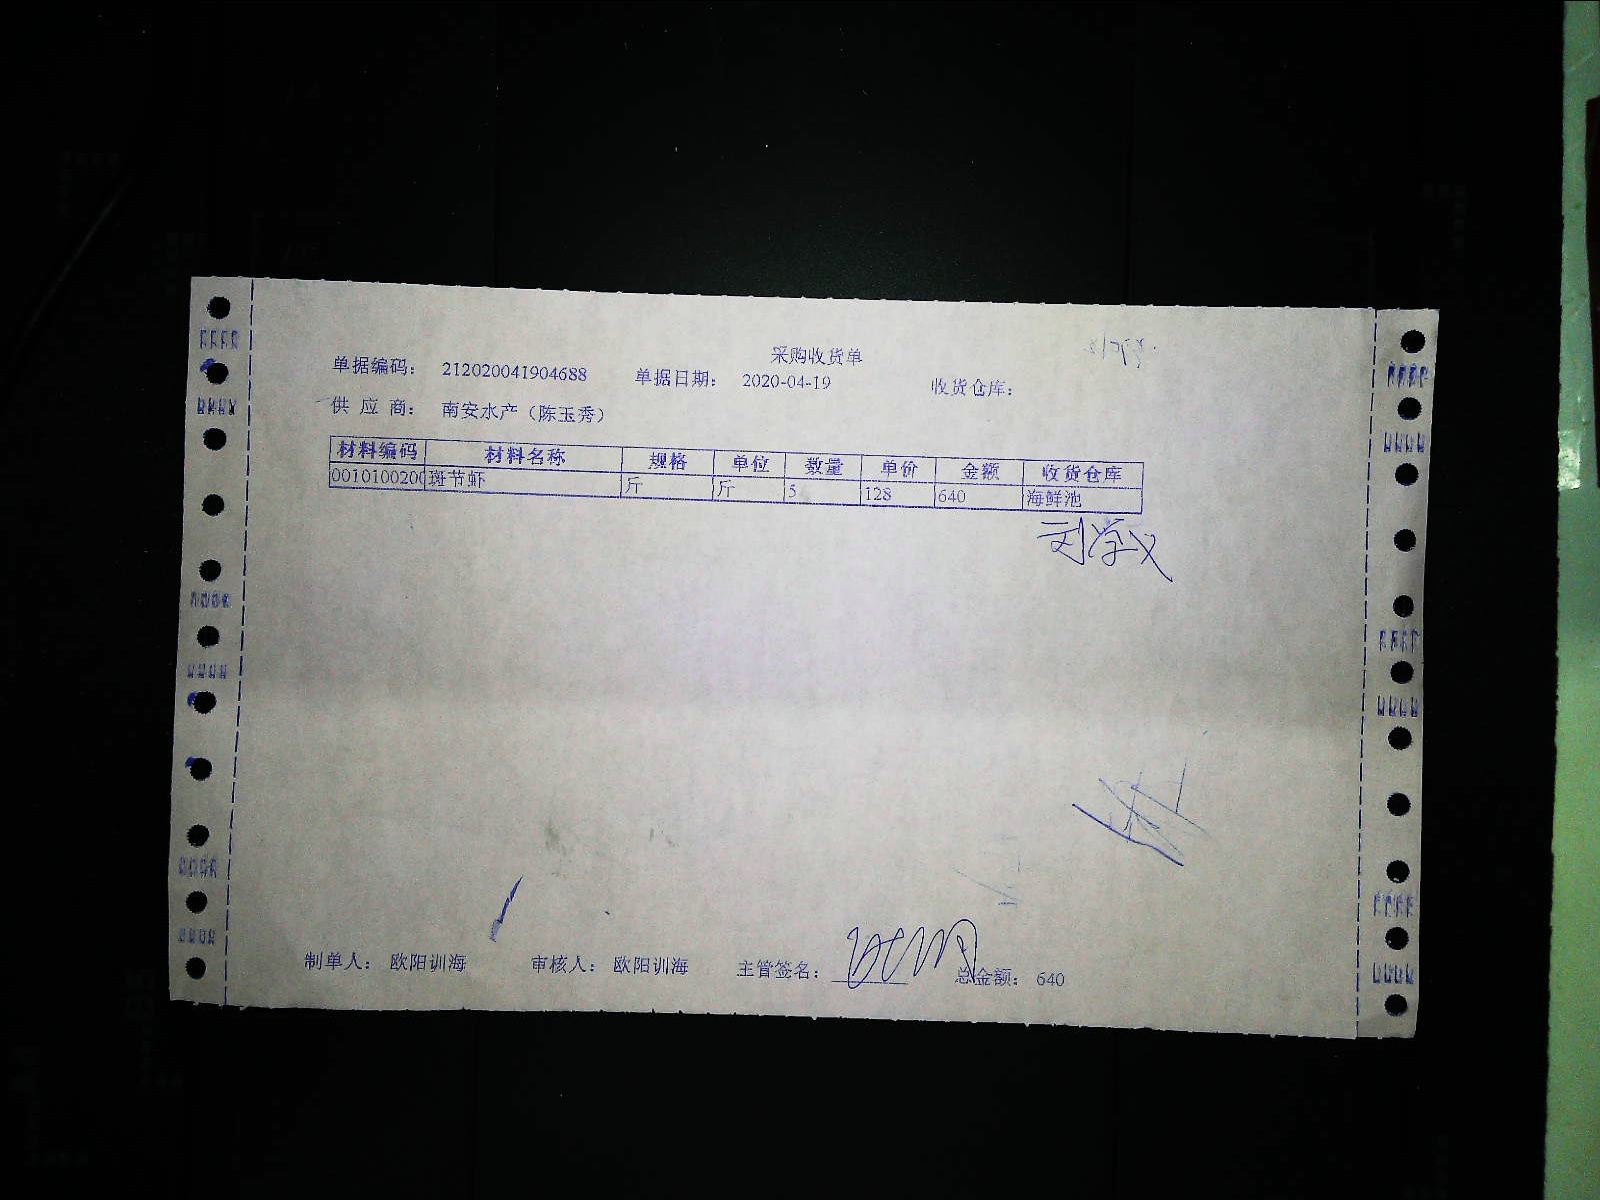 采购收货单
单据编码： 212020041904688 单据日期： 2020-04-19 收货仓库：
供 应 商： 南安水产（陈玉秀）
材料编码 材料名称 规格 单位 数量 单价 金额 收货仓库
0010100200 斑节虾 斤 斤 5 128 640 海鲜池
刘学义
制单人： 欧阳训海 审核人： 欧阳训海 主管签名： 总金额： 640